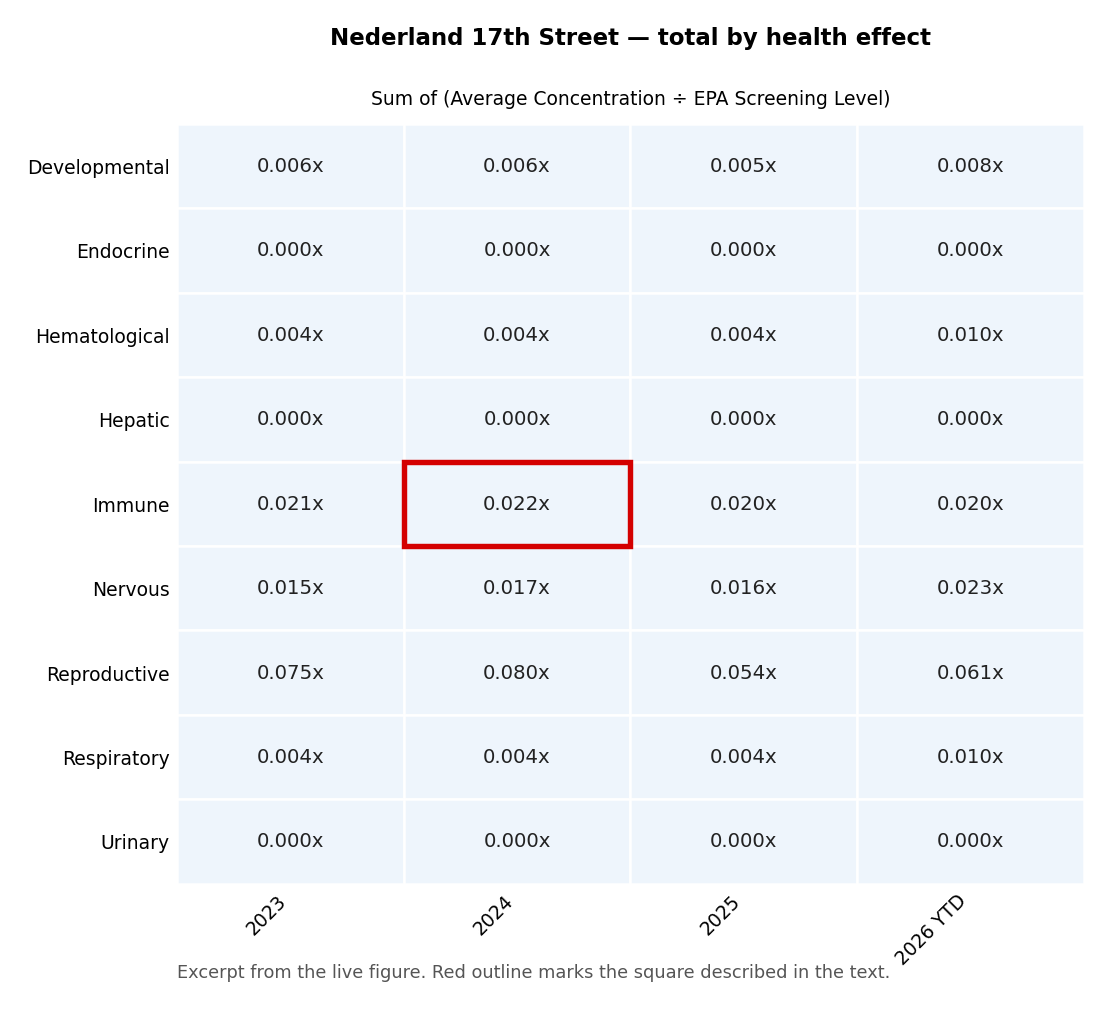 Nederland 17th Street — total by health effect
Sum of (Average Concentration ÷ EPA Screening Level)
Developmental 0.006x 0.006x 0.005x 0.008x
Endocrine 0.000x 0.000x 0.000x 0.000x
Hematological 0.004x 0.004x 0.004x 0.010x
Hepatic 0.000x 0.000x 0.000x 0.000x
Immune 0.021x 0.022x 0.020x 0.020x
Nervous 0.015x 0.017x 0.016x 0.023x
Reproductive 0.075x 0.080x 0.054x 0.061x
Respiratory 0.004x 0.004x 0.004x 0.010x
Urinary 0.000x 0.000x 0.000x 0.000x
2023 2024 2025 2026 YTD
Excerpt from the live figure. Red outline marks the square described in the text.